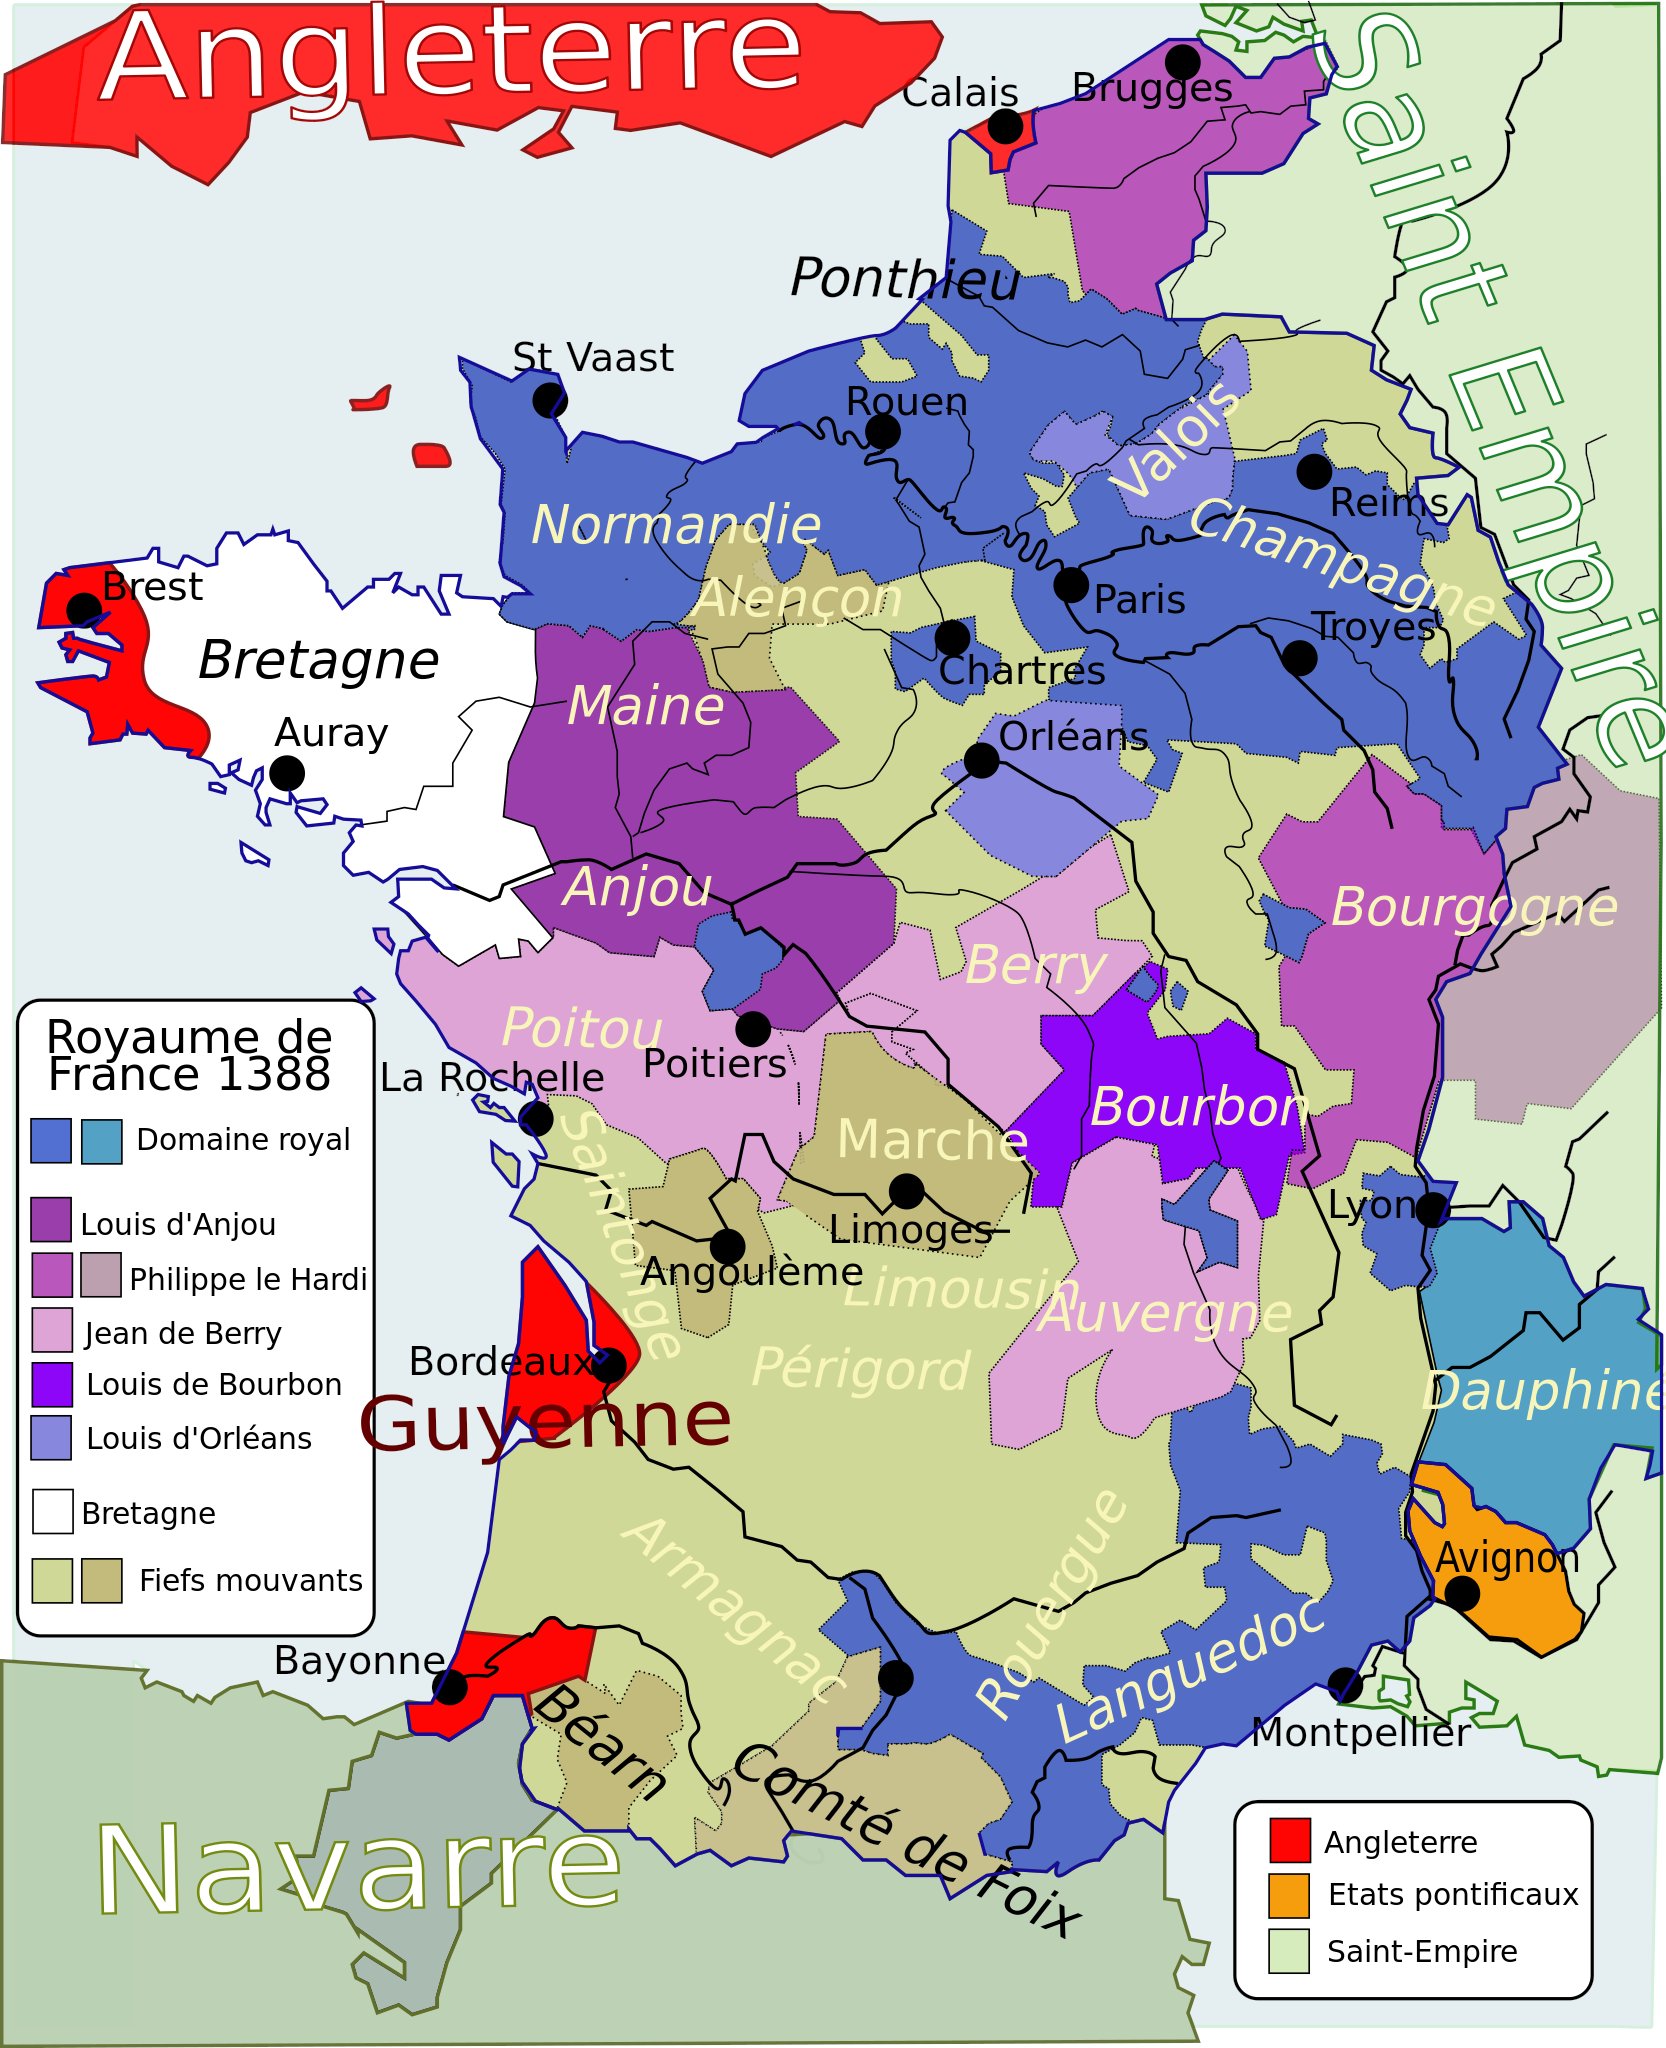 Angleterre
Calais
Brugges
Saint Empire
Ponthieu
St Vaast
Rouen
Valois
Reims
Normandie
Champagne
Alençon
Brest
Paris
Troyes
Bretagne
Chartres
Maine
Auray
Orléans
Anjou
Bourgogne
Berry
Poitou
Poitiers
La Rochelle
Bourbon
Saintonge
Marche
Limoges
Lyon
Angoulème
Limousin
Auvergne
Périgord
Bordeaux
Guyenne
Dauphiné
Royaume de
France 1388
Domaine royal
Louis d'Anjou
Philippe le Hardi
Jean de Berry
Louis de Bourbon
Louis d'Orléans
Bretagne
Fiefs mouvants
Armagnac
Rouergue
Avignon
Languedoc
Bayonne
Béarn
Montpellier
Comté de Foix
Navarre
Angleterre
Etats pontificaux
Saint-Empire